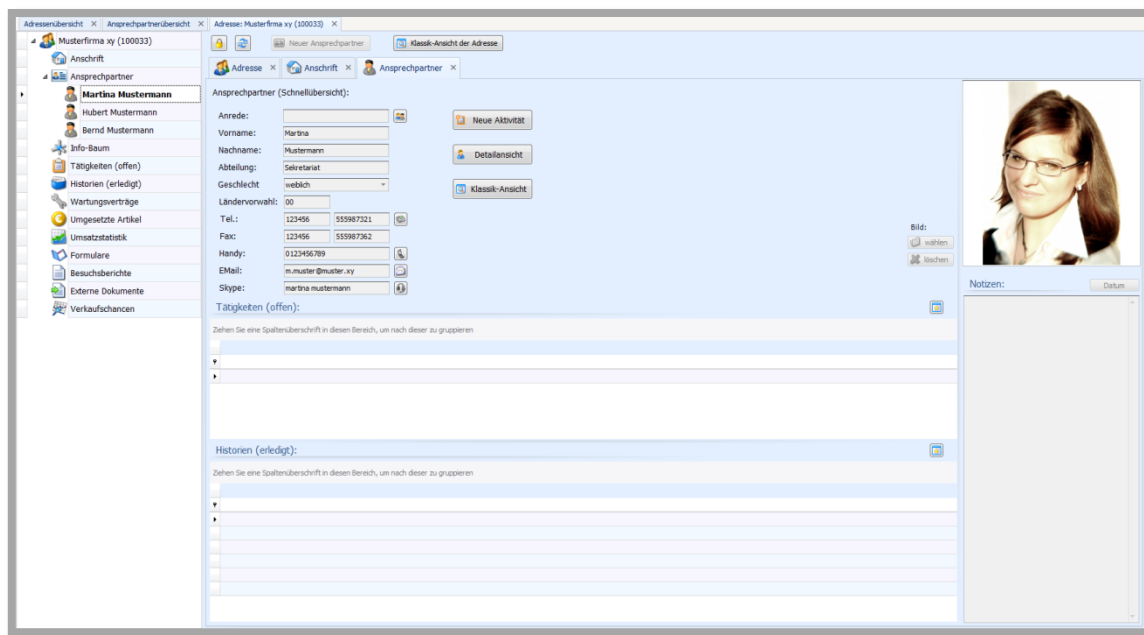 Adressenübersicht × Ansprechpartnerübersicht × Adresse: Musterfirma xy (100033) ×
Musterfirma xy (100033)
Anschrift
Ansprechpartner
Martina Mustermann
Hubert Mustermann
Bernd Mustermann
Info-Baum
Tätigkeiten (offen)
Historien (erledigt)
Wartungsverträge
Umgesetzte Artikel
Umsatzstatistik
Formulare
Besuchsberichte
Externe Dokumente
Verkaufschancen
Neuer Ansprechpartner Klassik-Ansicht der Adresse
Adresse × Anschrift × Ansprechpartner ×
Ansprechpartner (Schnellübersicht):
Anrede:
Vorname: Martina
Nachname: Mustermann
Abteilung: Sekretariat
Geschlecht weiblich
Ländervorwahl: 00
Tel.: 123456 555987321
Fax: 123456 555987362
Handy: 0123456789
EMail: m.muster@muster.xy
Skype: martina mustermann
Neue Aktivität
Detailansicht
Klassik-Ansicht
Bild:
wählen
löschen
Tätigkeiten (offen):
Ziehen Sie eine Spaltenüberschrift in diesen Bereich, um nach dieser zu gruppieren
Historien (erledigt):
Ziehen Sie eine Spaltenüberschrift in diesen Bereich, um nach dieser zu gruppieren
Notizen: Datum